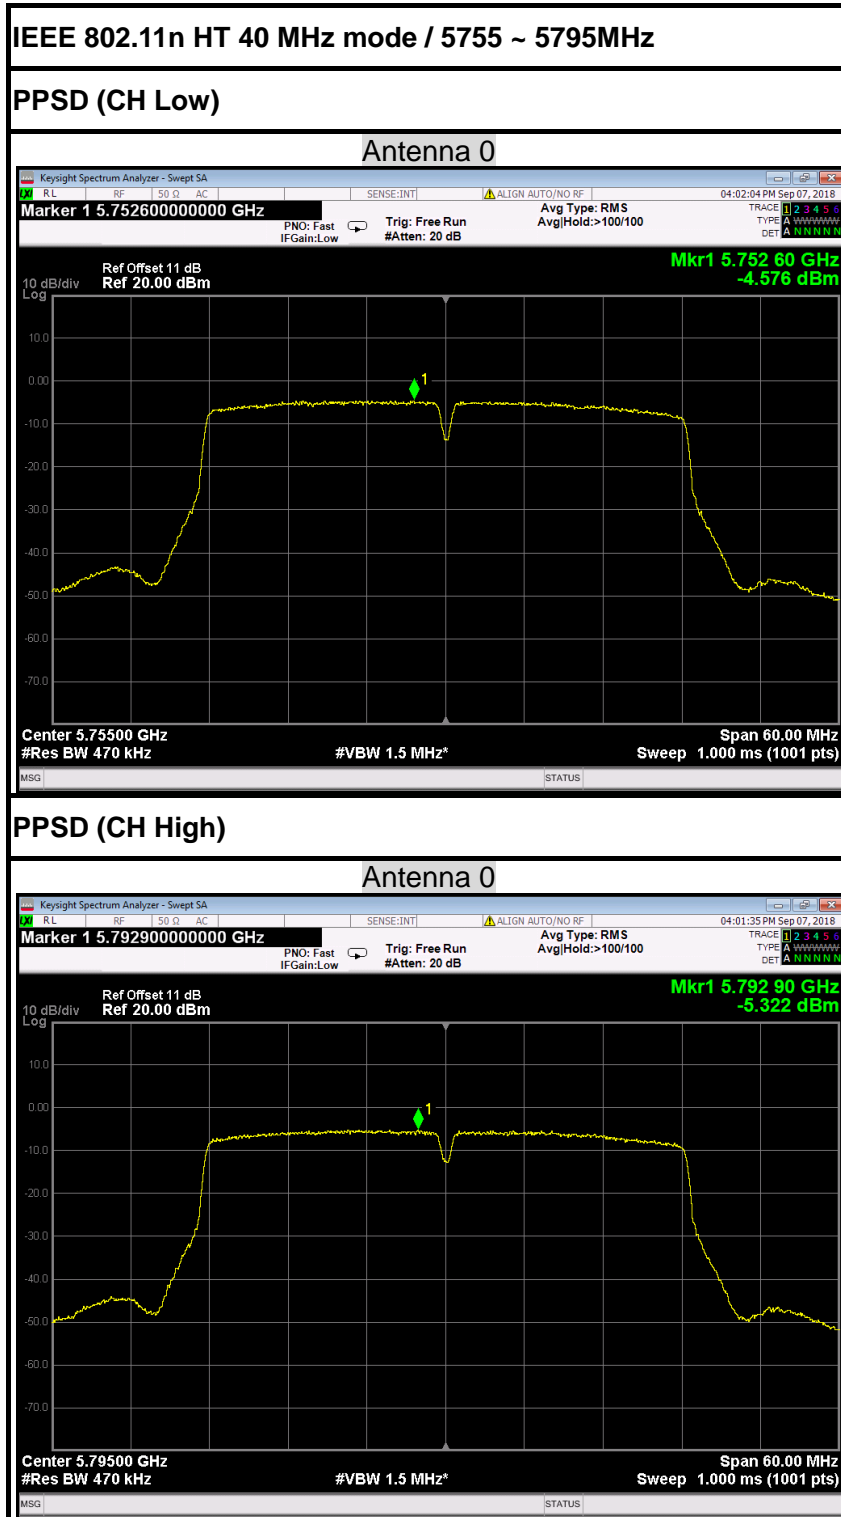 IEEE 802.11n HT 40 MHz mode / 5755 ~ 5795MHz
PPSD (CH Low)
Antenna 0
Keysight Spectrum Analyzer - Swept SA
LXI RL RF 50 Ω AC SENSE:INT ALIGN AUTO/NO RF 04:02:04 PM Sep 07, 2018
Marker 1 5.752600000000 GHz
PNO: Fast
IFGain:Low
Trig: Free Run
#Atten: 20 dB
Avg Type: RMS
Avg|Hold:>100/100
TRACE 1 2 3 4 5 6
TYPE A WWWWW
DET A N N N N N
Mkr1 5.752 60 GHz
-4.576 dBm
Ref Offset 11 dB
10 dB/div Ref 20.00 dBm
Log
1
10.0
0.00
-10.0
-20.0
-30.0
-40.0
-50.0
-60.0
-70.0
Center 5.75500 GHz Span 60.00 MHz
#Res BW 470 kHz #VBW 1.5 MHz* Sweep 1.000 ms (1001 pts)
MSG STATUS
PPSD (CH High)
Antenna 0
Keysight Spectrum Analyzer - Swept SA
LXI RL RF 50 Ω AC SENSE:INT ALIGN AUTO/NO RF 04:01:35 PM Sep 07, 2018
Marker 1 5.792900000000 GHz
PNO: Fast
IFGain:Low
Trig: Free Run
#Atten: 20 dB
Avg Type: RMS
Avg|Hold:>100/100
TRACE 1 2 3 4 5 6
TYPE A WWWWW
DET A N N N N N
Mkr1 5.792 90 GHz
-5.322 dBm
Ref Offset 11 dB
10 dB/div Ref 20.00 dBm
Log
10.0
0.00
1
-10.0
-20.0
-30.0
-40.0
-50.0
-60.0
-70.0
Center 5.79500 GHz Span 60.00 MHz
#Res BW 470 kHz #VBW 1.5 MHz* Sweep 1.000 ms (1001 pts)
MSG STATUS